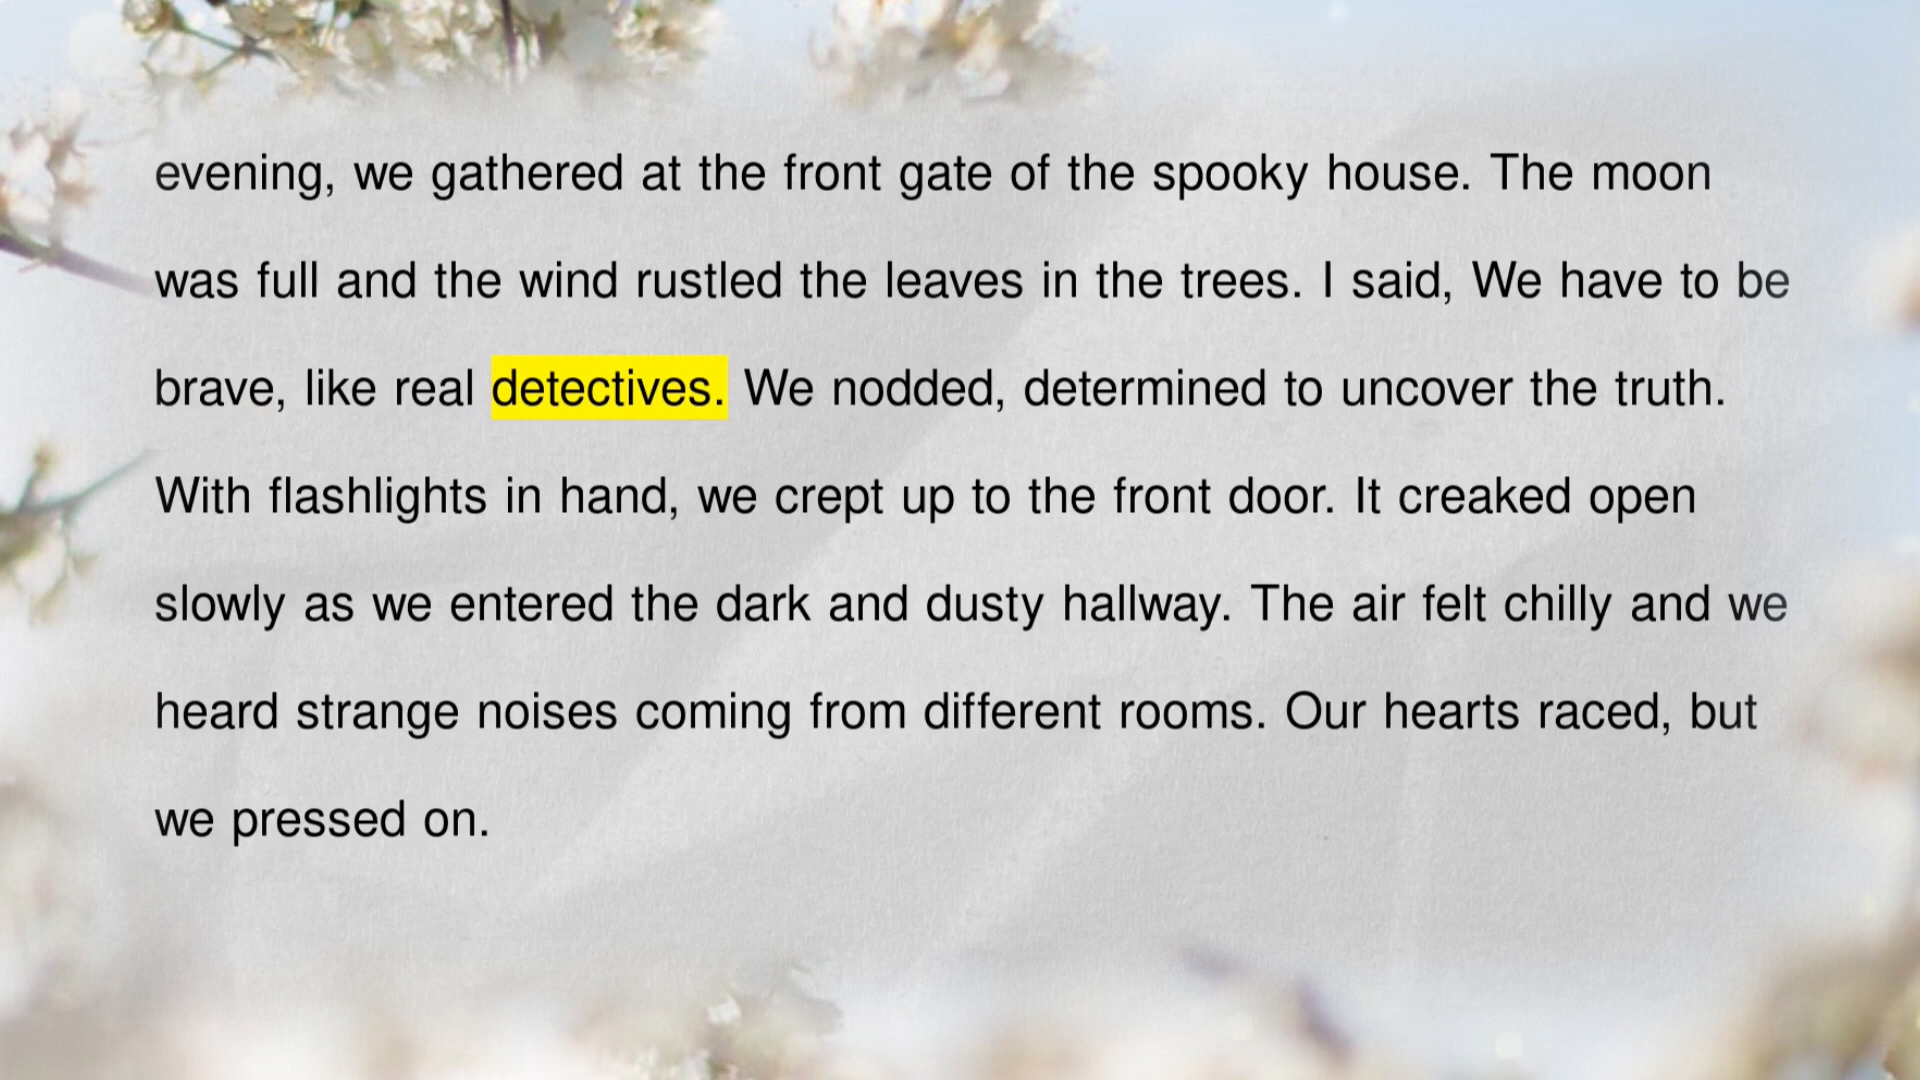 evening, we gathered at the front gate of the spooky house. The moon
was full and the wind rustled the leaves in the trees. I said, We have to be
brave, like real detectives. We nodded, determined to uncover the truth.
With flashlights in hand, we crept up to the front door. It creaked open
slowly as we entered the dark and dusty hallway. The air felt chilly and we
heard strange noises coming from different rooms. Our hearts raced, but
we pressed on.